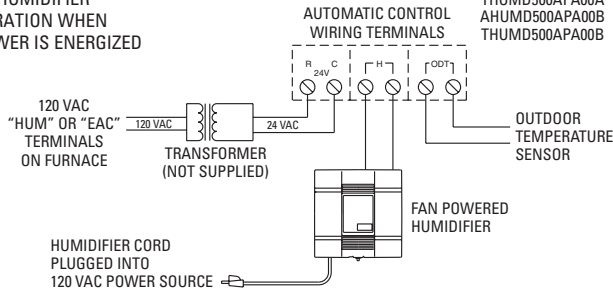 HUMIDIFIER
RATION WHEN
WER IS ENERGIZED
AUTOMATIC CONTROL
WIRING TERMINALS
THUMD500APA00A
AHUMD500APA00B
THUMD500APA00B
R
C
24V
H
ODT
120 VAC
"HUM" OR "EAC"
TERMINALS
ON FURNACE
120 VAC
24 VAC
TRANSFORMER
(NOT SUPPLIED)
OUTDOOR
TEMPERATURE
SENSOR
FAN POWERED
HUMIDIFIER
HUMIDIFIER CORD
PLUGGED INTO
120 VAC POWER SOURCE